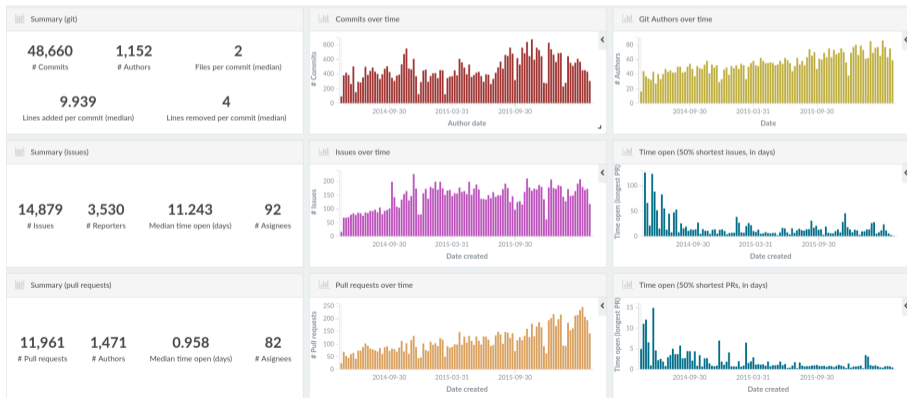 Summary (git)
48,660
# Commits
1,152
# Authors
2
Files per commit (median)
9.939
Lines added per commit (median)
4
Lines removed per commit (median)
Commits over time
# Commits
800
600
400
200
0
2014-09-30
2015-03-31
2015-09-30
Author date
Git Authors over time
# Authors
80
60
40
20
0
2014-09-30
2015-03-31
2015-09-30
Date
Summary (issues)
14,879
# Issues
3,530
# Reporters
11.243
Median time open (days)
92
# Asignees
Issues over time
# Issues
200
150
100
50
0
2014-09-30
2015-03-31
2015-09-30
Date created
Time open (50% shortest issues, in days)
Time open (longest PR)
100
50
0
2014-09-30
2015-03-31
2015-09-30
Date created
Summary (pull requests)
11,961
# Pull requests
1,471
# Authors
0.958
Median time open (days)
82
# Asignees
Pull requests over time
# Pull requests
250
200
150
100
50
0
2014-09-30
2015-03-31
2015-09-30
Date created
Time open (50% shortest PRs, in days)
Time open (longest PR)
15
10
5
0
2014-09-30
2015-03-31
2015-09-30
Date created